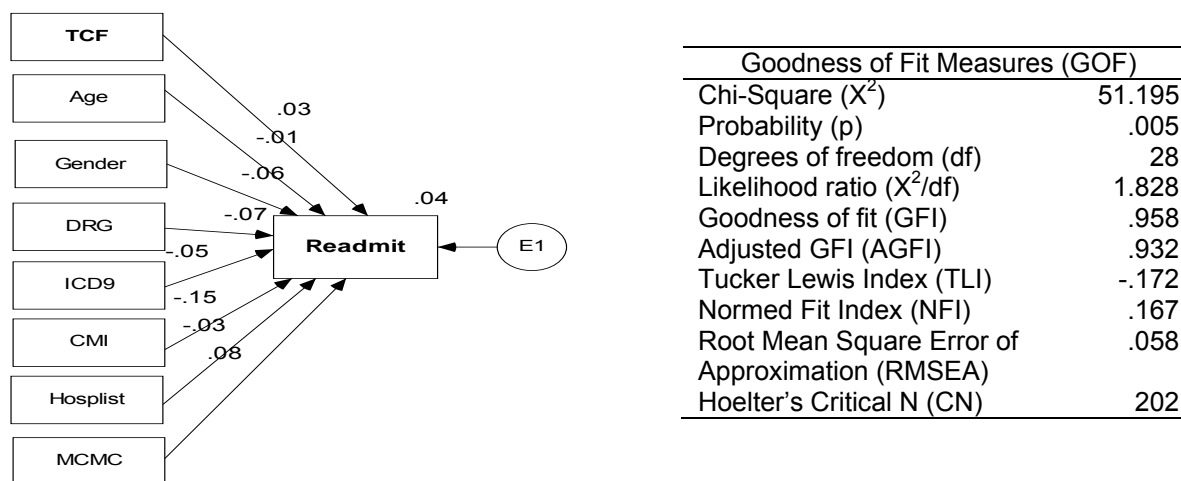 TCF
Age
Gender
DRG
ICD9
CMI
Hosplist
MCMC
.03
-.01
-.06
-.07
-.05
-.15
-.03
.08
.04
Readmit
E1
Goodness of Fit Measures (GOF)
Chi-Square (X²) 51.195
Probability (p) .005
Degrees of freedom (df) 28
Likelihood ratio (X²/df) 1.828
Goodness of fit (GFI) .958
Adjusted GFI (AGFI) .932
Tucker Lewis Index (TLI) -.172
Normed Fit Index (NFI) .167
Root Mean Square Error of .058
Approximation (RMSEA)
Hoelter's Critical N (CN) 202